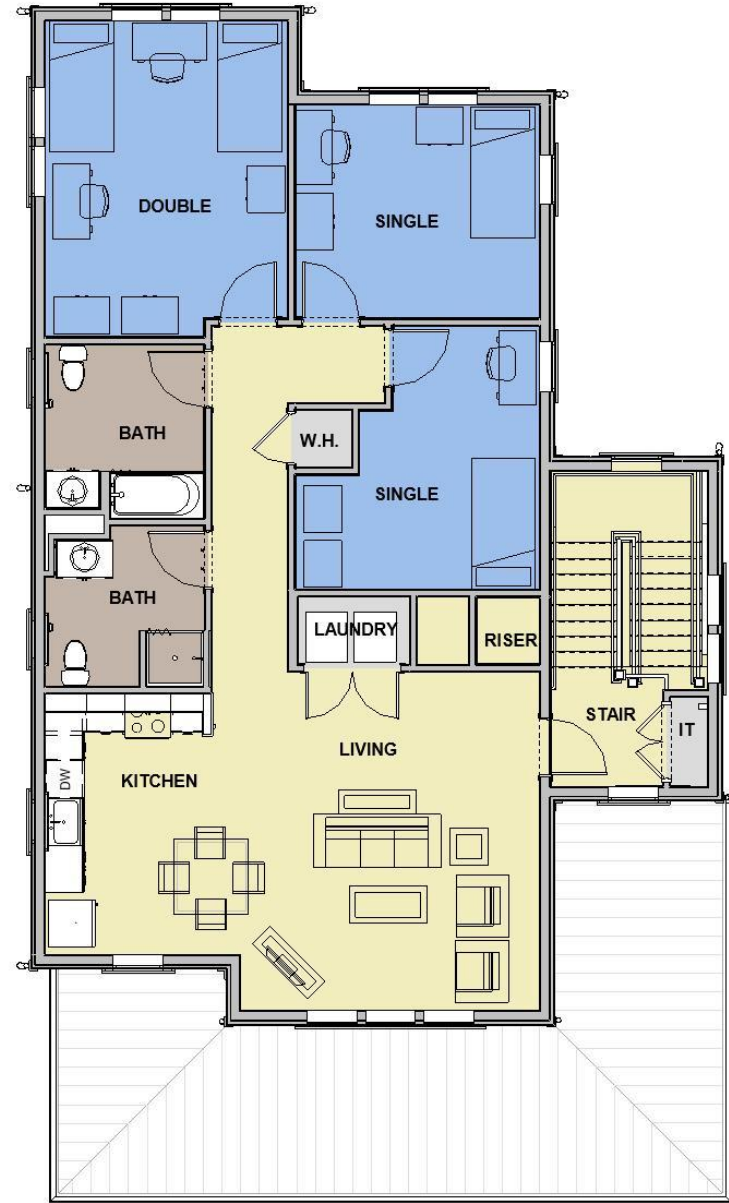 DOUBLE
SINGLE
BATH
W.H.
SINGLE
BATH
LAUNDRY
RISER
STAIR
IT
LIVING
KITCHEN
DW